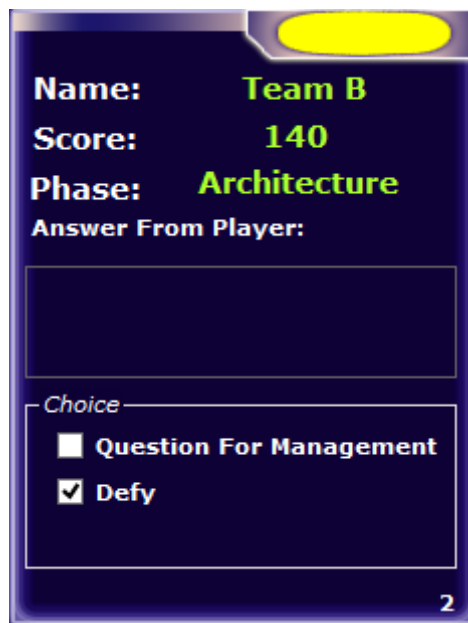 Name: Team B
Score: 140
Phase: Architecture
Answer From Player:
Choice
Question For Management
Defy
2